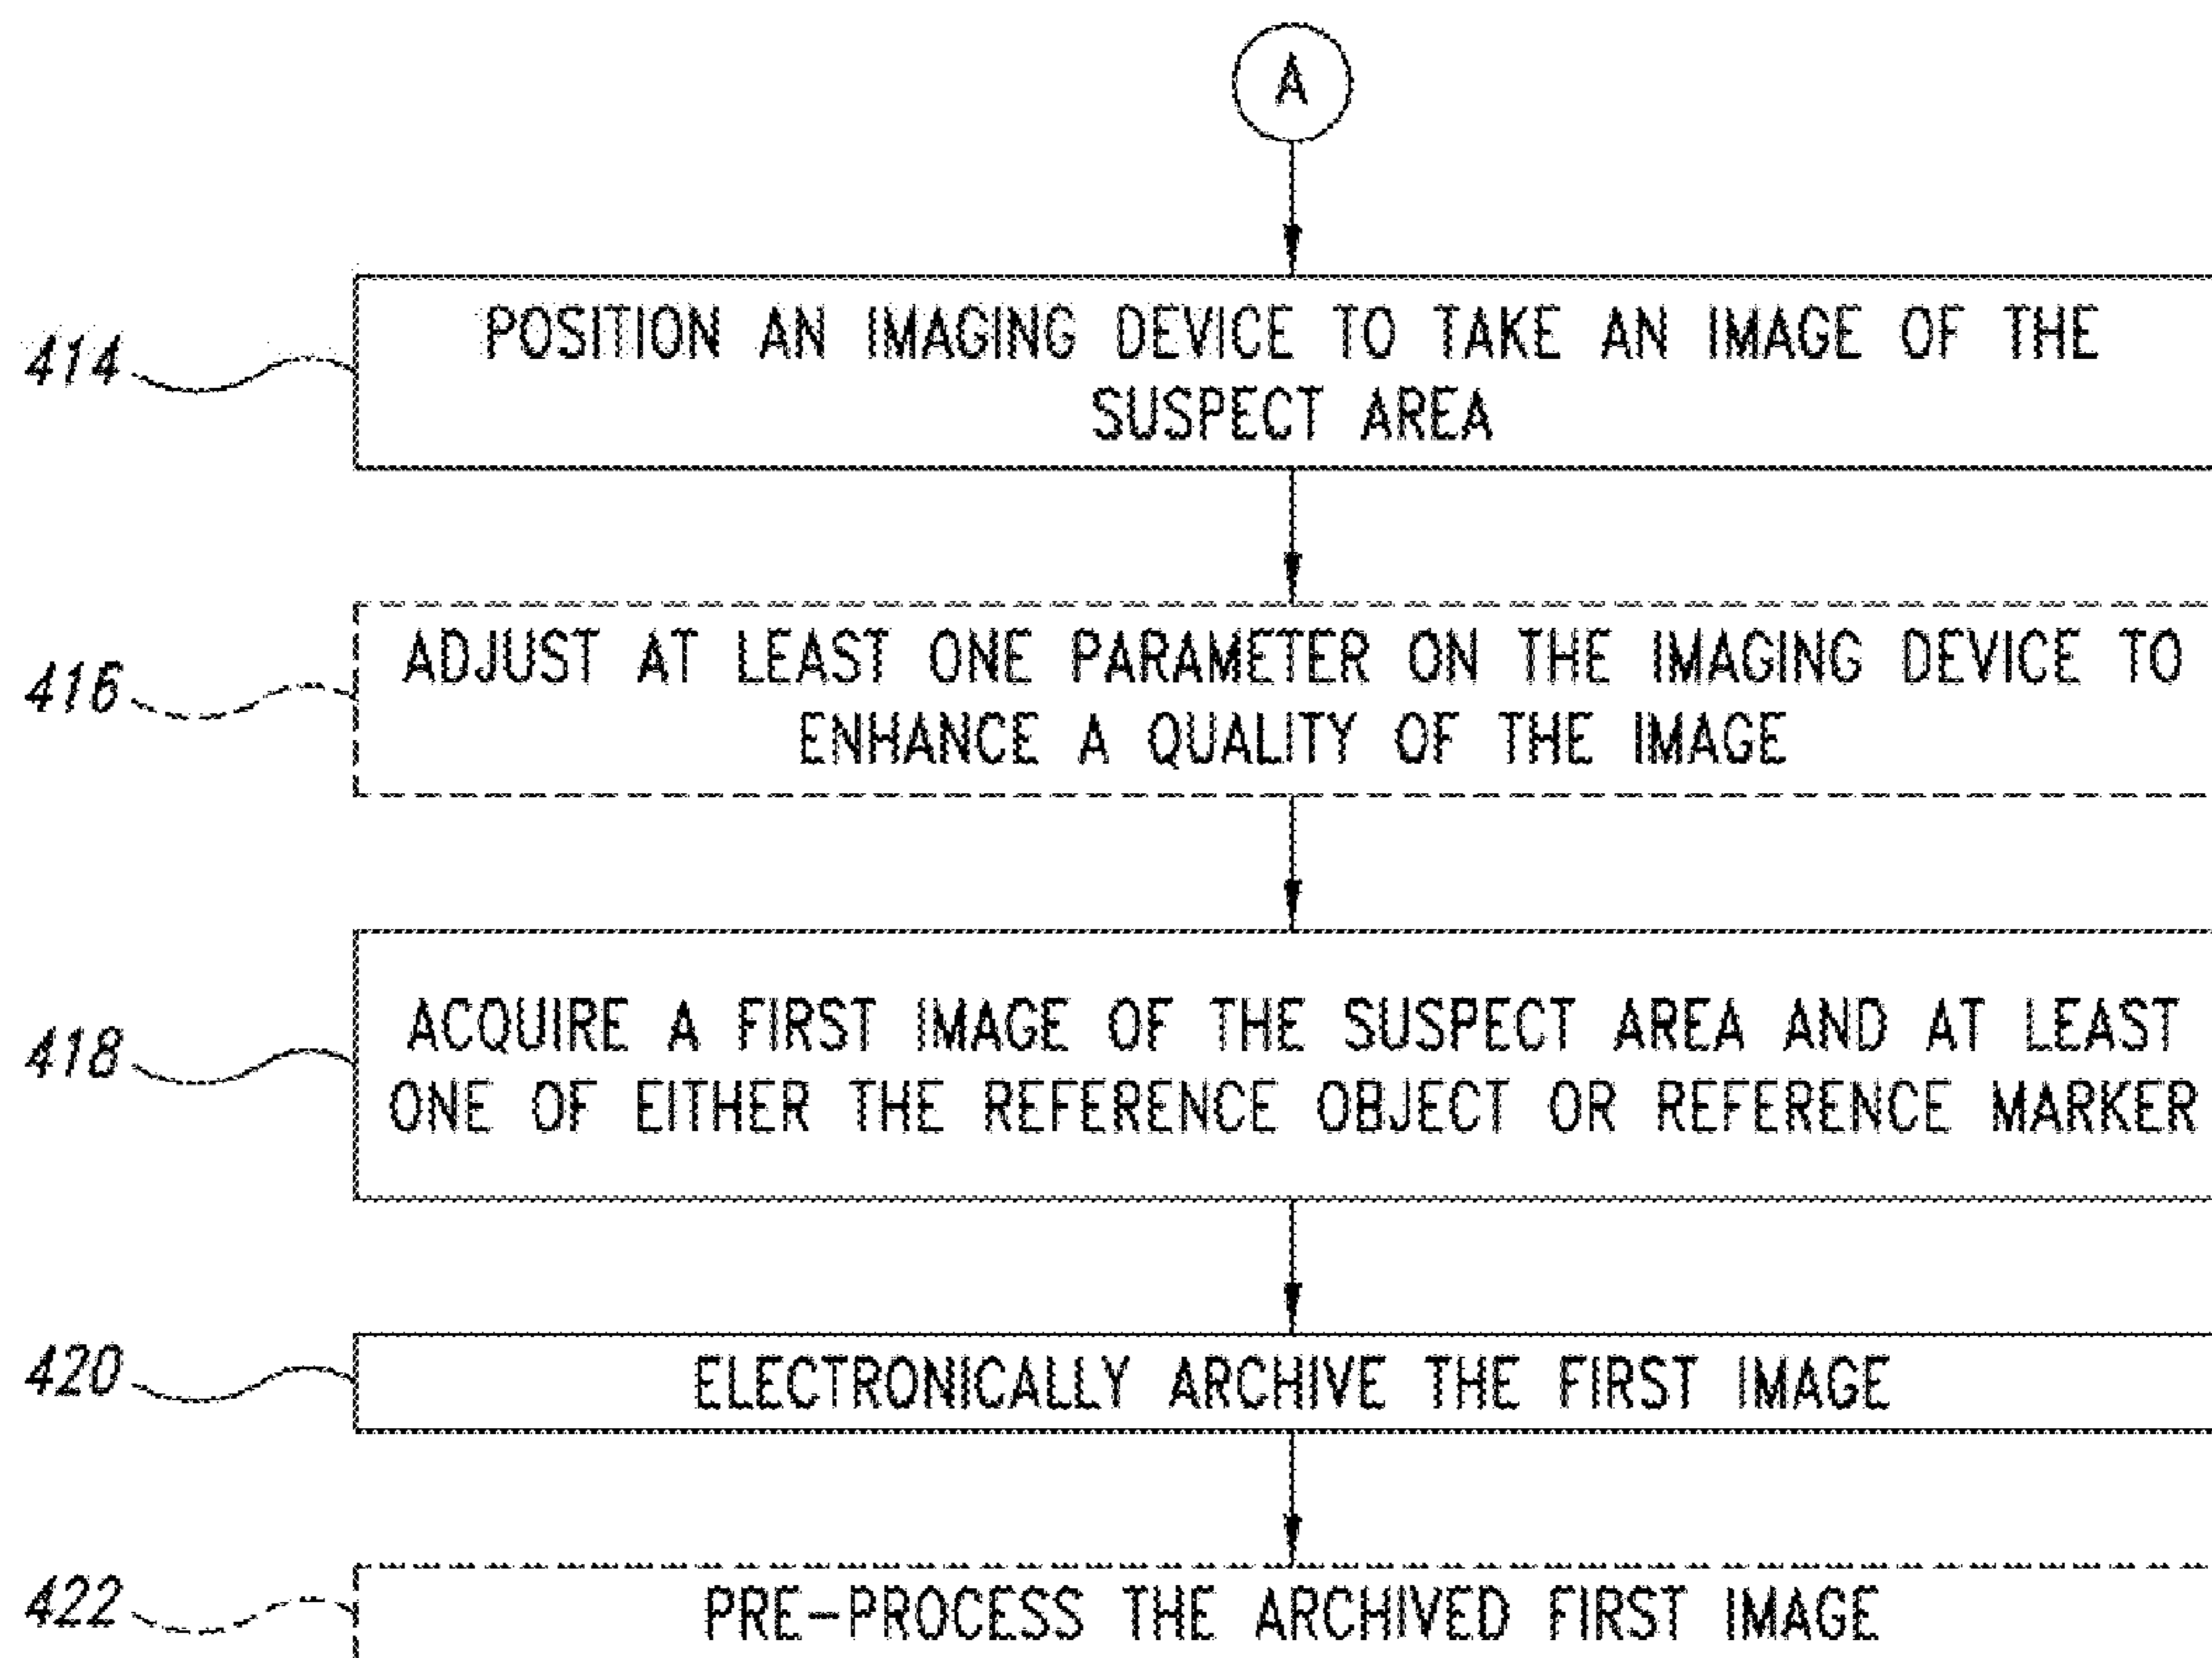 A
414
POSITION AN IMAGING DEVICE TO TAKE AN IMAGE OF THE
SUSPECT AREA
416
ADJUST AT LEAST ONE PARAMETER ON THE IMAGING DEVICE TO
ENHANCE A QUALITY OF THE IMAGE
418
ACQUIRE A FIRST IMAGE OF THE SUSPECT AREA AND AT LEAST
ONE OF EITHER THE REFERENCE OBJECT OR REFERENCE MARKER
420
ELECTRONICALLY ARCHIVE THE FIRST IMAGE
422
PRE-PROCESS THE ARCHIVED FIRST IMAGE